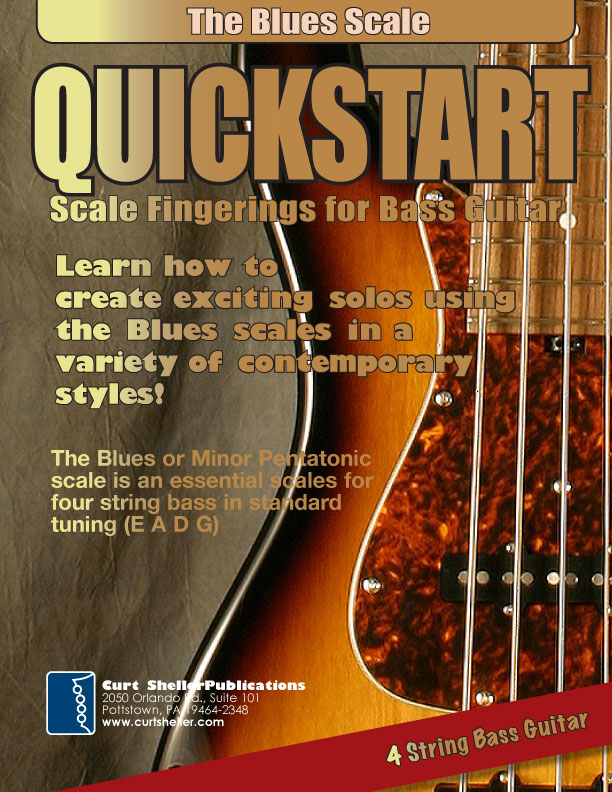 The Blues Scale
QUICKSTART
Scale Fingerings for Bass Guitar
Learn how to
create exciting solos using
the Blues scales in a
variety of contemporary
styles!
The Blues or Minor Pentatonic
scale is an essential scales for
four string bass in standard
tuning (E A D G)
Curt ShellerPublications
2050 Orlando Rd., Suite 101
Pottstown, PA 19464-2348
www.curtsheller.com
4 String Bass Guitar